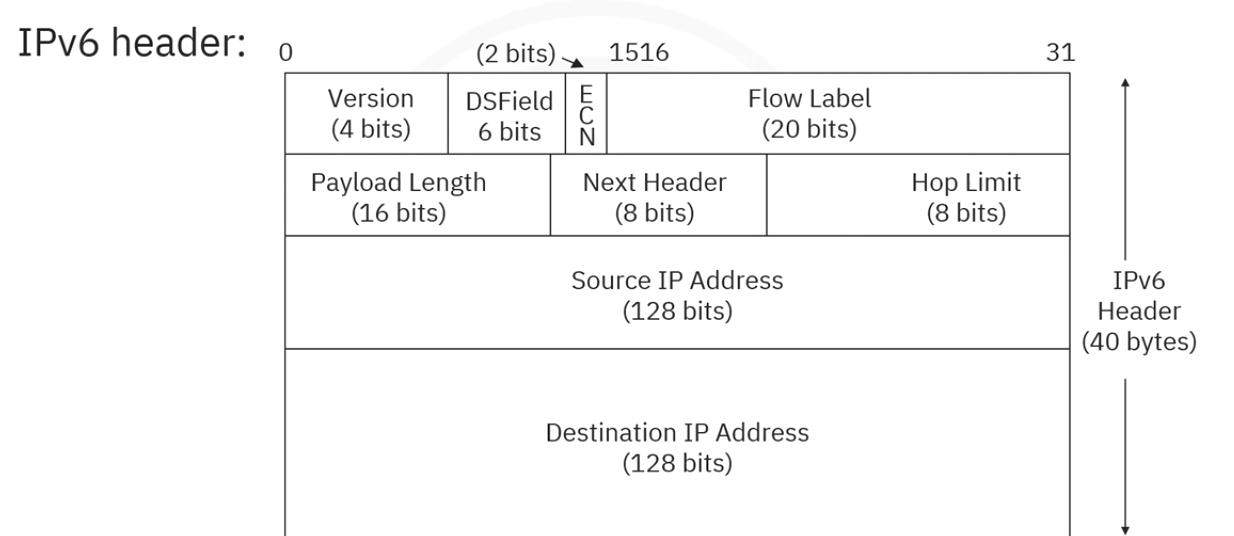 IPv6 header:
0 (2 bits) 1516 31
Version
(4 bits)
DSField
6 bits
E
C
N
Flow Label
(20 bits)
Payload Length
(16 bits)
Next Header
(8 bits)
Hop Limit
(8 bits)
Source IP Address
(128 bits)
IPv6
Header
(40 bytes)
Destination IP Address
(128 bits)